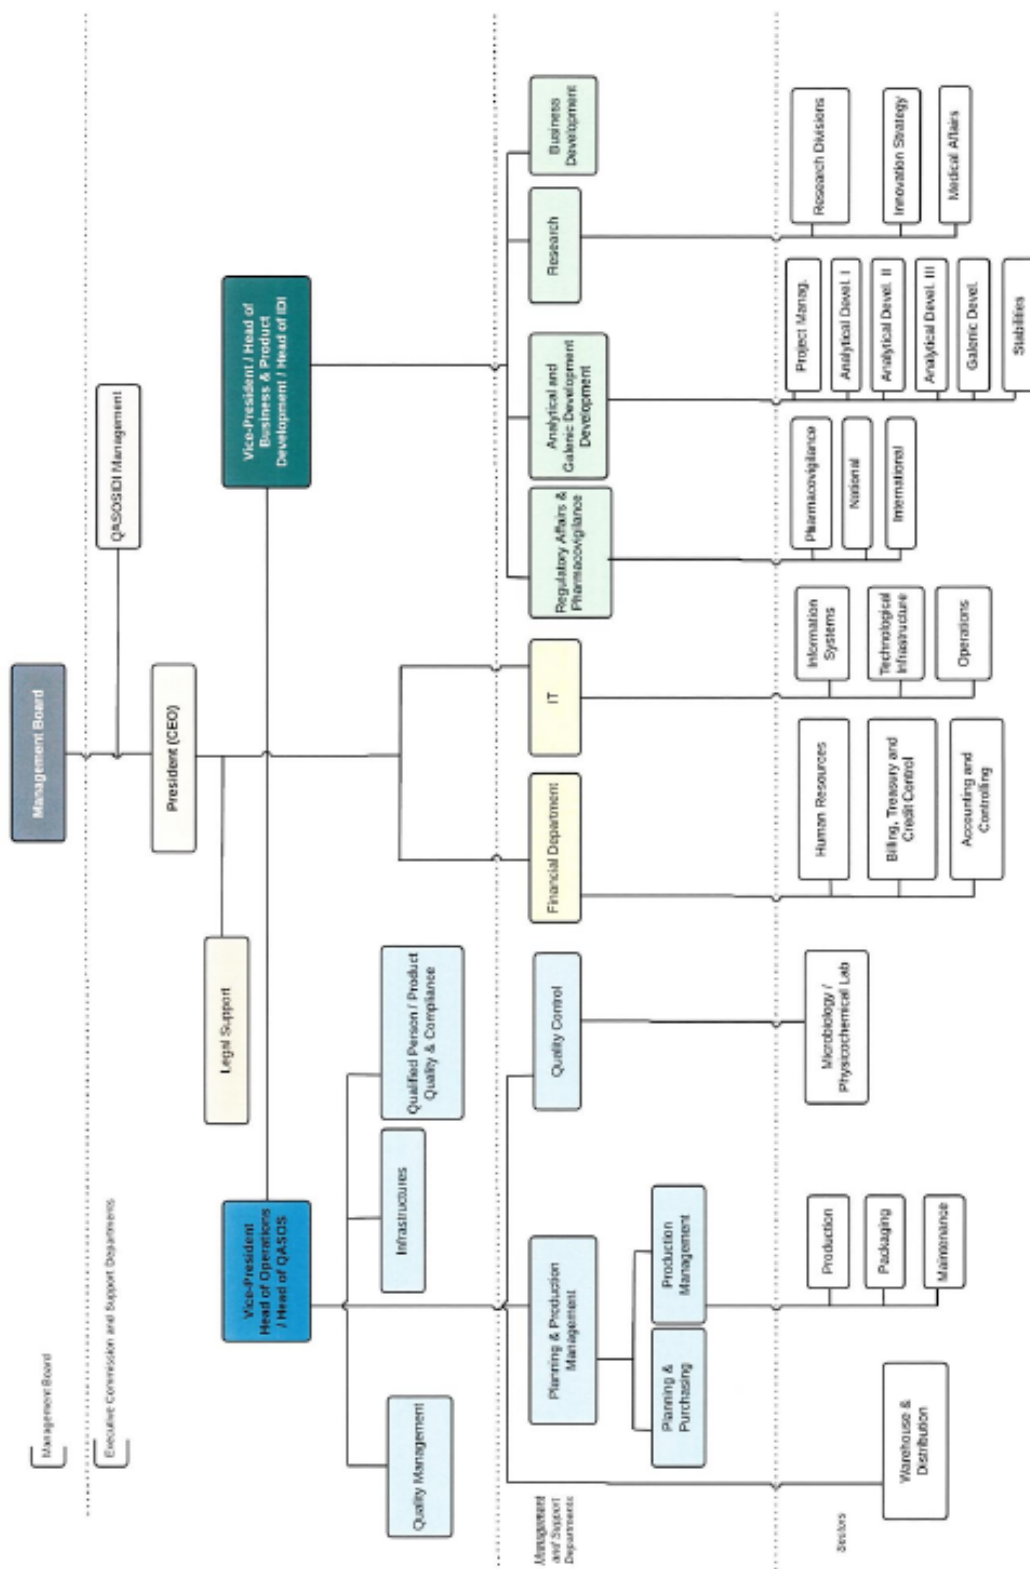 Management Board
Management Board
Executive Commission and Support Departments
QASOSIDI Management
President (CEO)
Legal Support
Vice-President
Head of Operations
/ Head of QASOS
Vice-President / Head of
Business & Product
Development / Head of IDI
Quality Management
Infrastructures
Qualified Person / Product
Quality & Compliance
Management
and Support
Departments
Planning & Production
Management
Quality Control
Financial Department
IT
Regulatory Affairs &
Pharmacovigilance
Analytical and
Galenic Development
Development
Research
Business
Development
Planning &
Purchasing
Production
Management
Sectors
Warehouse &
Distribution
Production
Packaging
Maintenance
Microbiology /
Physicochemical Lab
Human Resources
Billing, Treasury and
Credit Control
Accounting and
Controlling
Information
Systems
Technological
Infrastructure
Operations
Pharmacovigilance
National
International
Project Manag.
Analytical Devel. I
Analytical Devel. II
Analytical Devel. III
Galenic Devel.
Stabilities
Research Divisions
Innovation Strategy
Medical Affairs